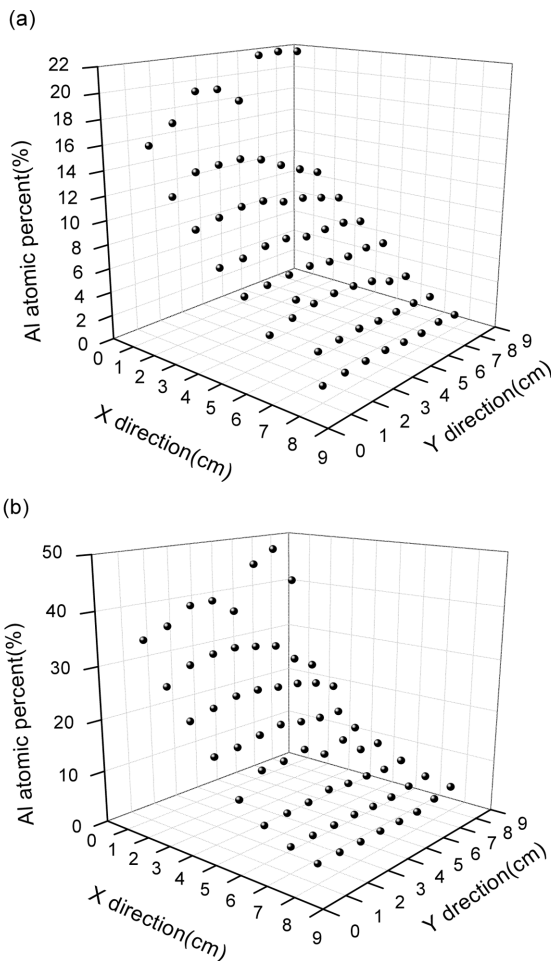 (a)
22
20
18
16
14
12
10
8
6
4
2
0
Al atomic percent(%)
0 1 2 3 4 5 6 7 8 9
X direction(cm)
0 1 2 3 4 5 6 7 8 9
Y direction(cm)
(b)
50
40
30
20
10
0
Al atomic percent(%)
0 1 2 3 4 5 6 7 8 9
X direction(cm)
0 1 2 3 4 5 6 7 8 9
Y direction(cm)